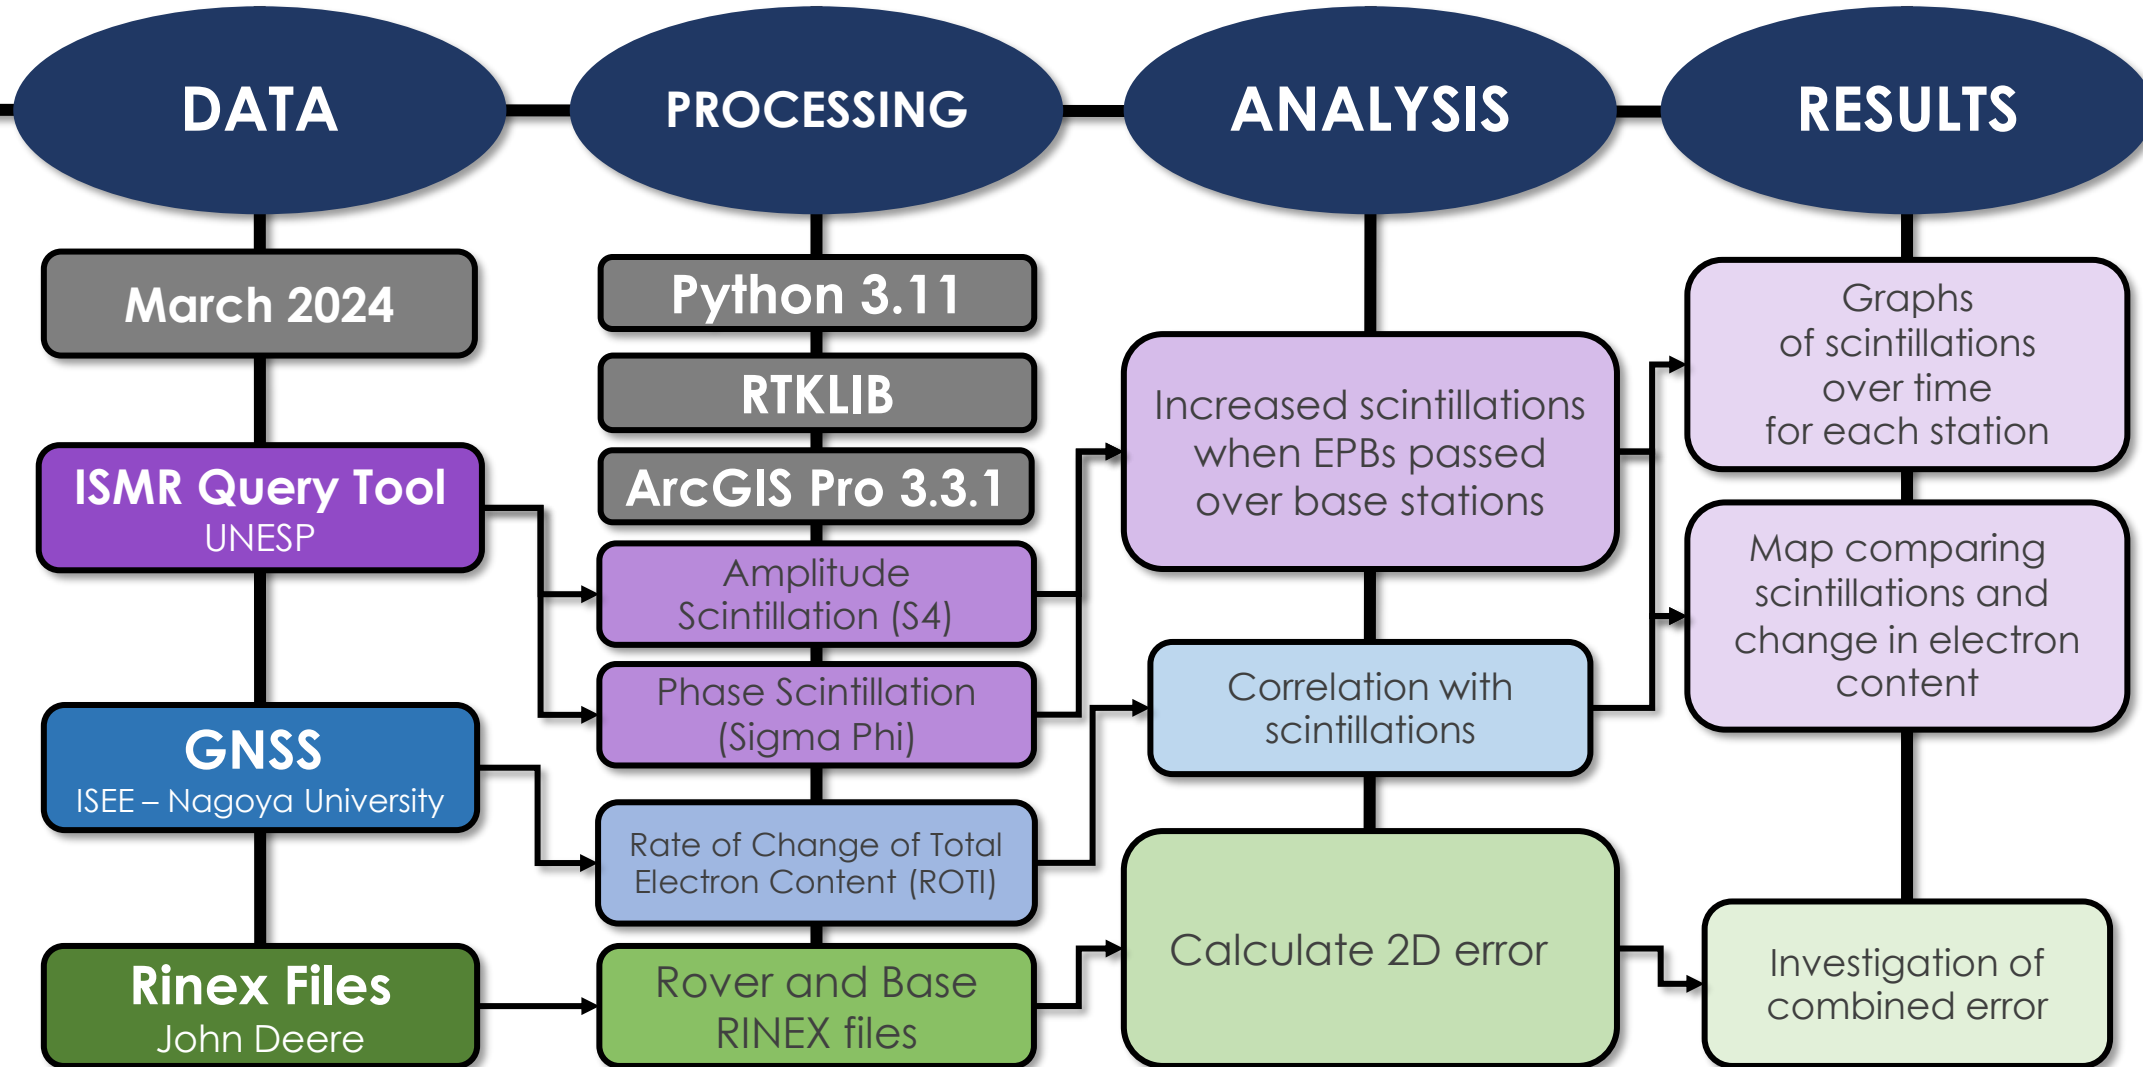 DATA
PROCESSING
ANALYSIS
RESULTS
March 2024
ISMR Query Tool
UNESP
GNSS
ISEE – Nagoya University
Rinex Files
John Deere
Python 3.11
RTKLIB
ArcGIS Pro 3.3.1
Amplitude
Scintillation (S4)
Phase Scintillation
(Sigma Phi)
Rate of Change of Total
Electron Content (ROTI)
Rover and Base
RINEX files
Increased scintillations
when EPBs passed
over base stations
Correlation with
scintillations
Calculate 2D error
Graphs
of scintillations
over time
for each station
Map comparing
scintillations and
change in electron
content
Investigation of
combined error